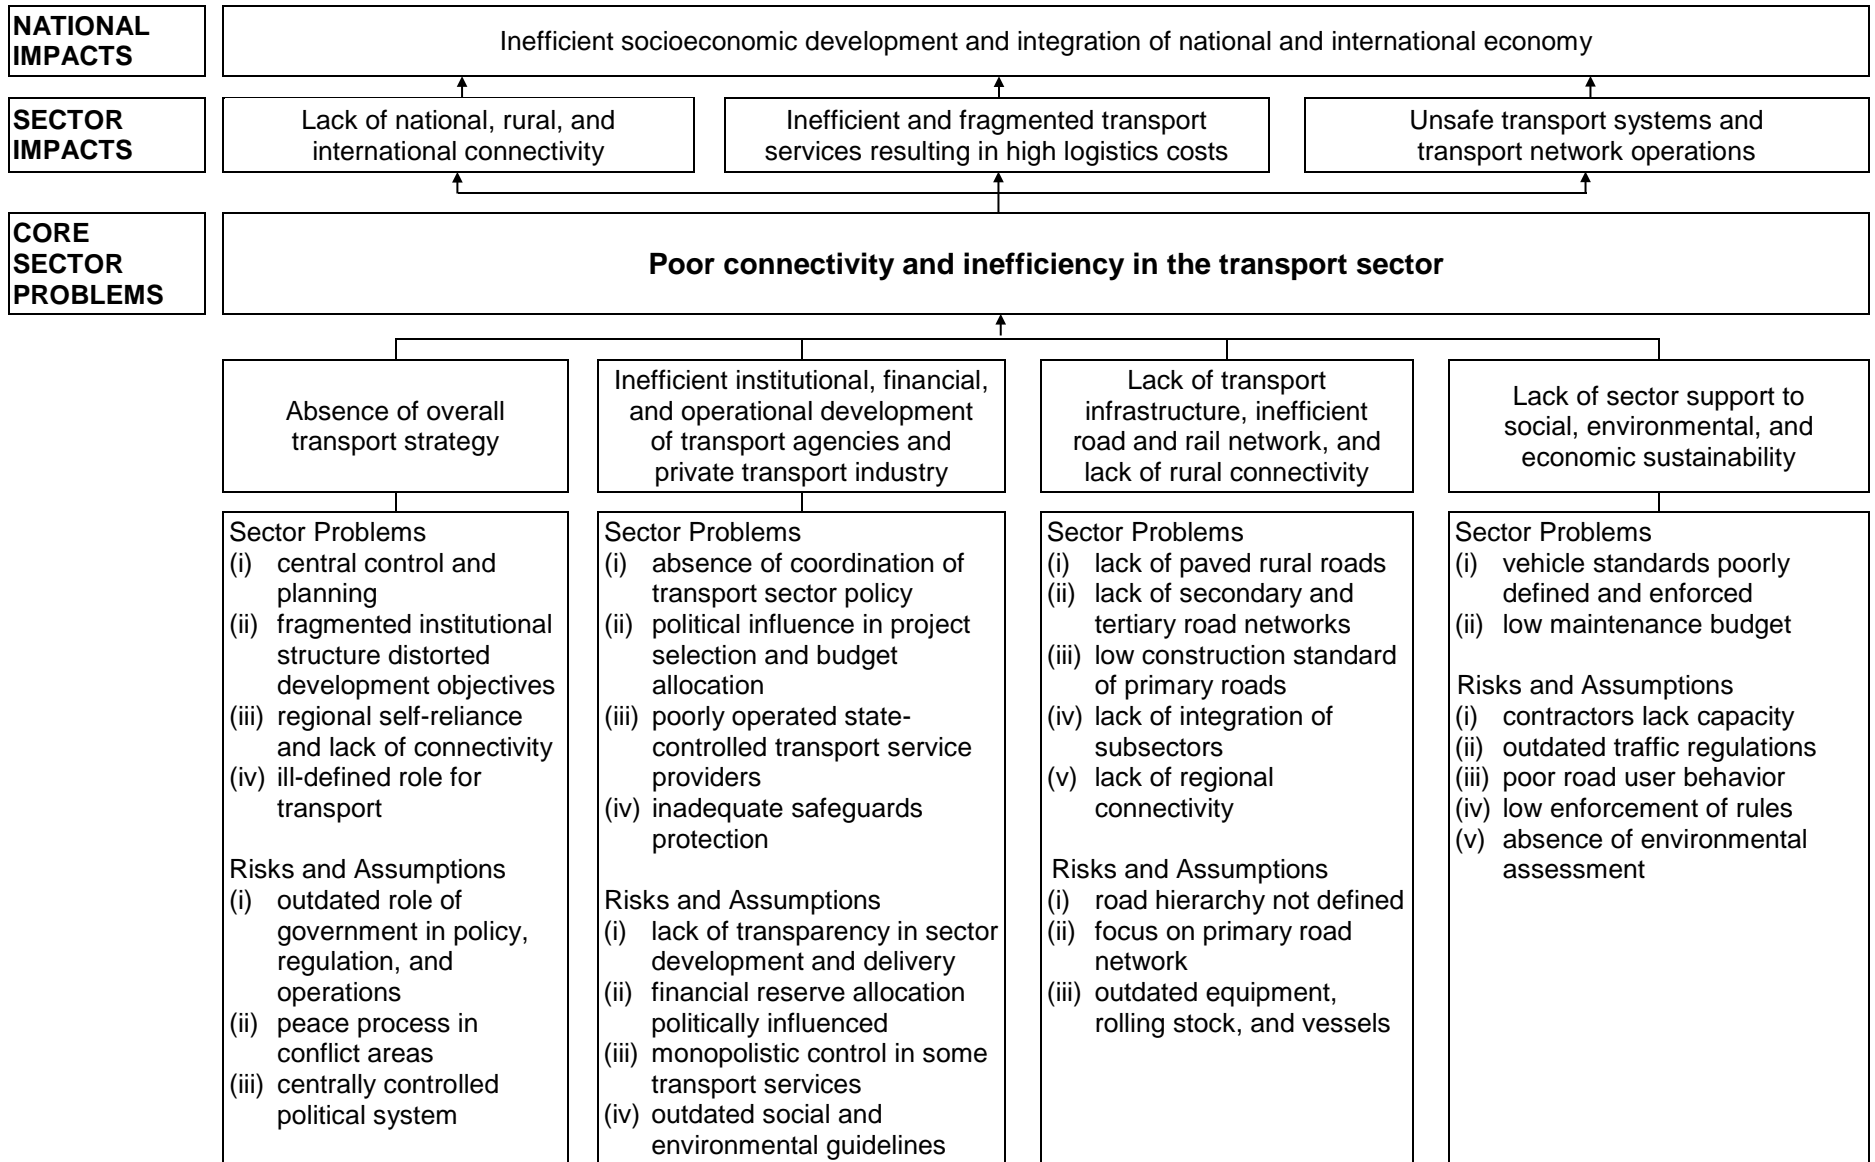 NATIONAL
IMPACTS
Inefficient socioeconomic development and integration of national and international economy
SECTOR
IMPACTS
Lack of national, rural, and
international connectivity
Inefficient and fragmented transport
services resulting in high logistics costs
Unsafe transport systems and
transport network operations
CORE
SECTOR
PROBLEMS
Poor connectivity and inefficiency in the transport sector
Absence of overall
transport strategy
Inefficient institutional, financial,
and operational development
of transport agencies and
private transport industry
Lack of transport
infrastructure, inefficient
road and rail network, and
lack of rural connectivity
Lack of sector support to
social, environmental, and
economic sustainability
Sector Problems
(i) central control and
planning
(ii) fragmented institutional
structure distorted
development objectives
(iii) regional self-reliance
and lack of connectivity
(iv) ill-defined role for
transport
Risks and Assumptions
(i) outdated role of
government in policy,
regulation, and
operations
(ii) peace process in
conflict areas
(iii) centrally controlled
political system
Sector Problems
(i) absence of coordination of
transport sector policy
(ii) political influence in project
selection and budget
allocation
(iii) poorly operated state-
controlled transport service
providers
(iv) inadequate safeguards
protection
Risks and Assumptions
(i) lack of transparency in sector
development and delivery
(ii) financial reserve allocation
politically influenced
(iii) monopolistic control in some
transport services
(iv) outdated social and
environmental guidelines
Sector Problems
(i) lack of paved rural roads
(ii) lack of secondary and
tertiary road networks
(iii) low construction standard
of primary roads
(iv) lack of integration of
subsectors
(v) lack of regional
connectivity
Risks and Assumptions
(i) road hierarchy not defined
(ii) focus on primary road
network
(iii) outdated equipment,
rolling stock, and vessels
Sector Problems
(i) vehicle standards poorly
defined and enforced
(ii) low maintenance budget
Risks and Assumptions
(i) contractors lack capacity
(ii) outdated traffic regulations
(iii) poor road user behavior
(iv) low enforcement of rules
(v) absence of environmental
assessment